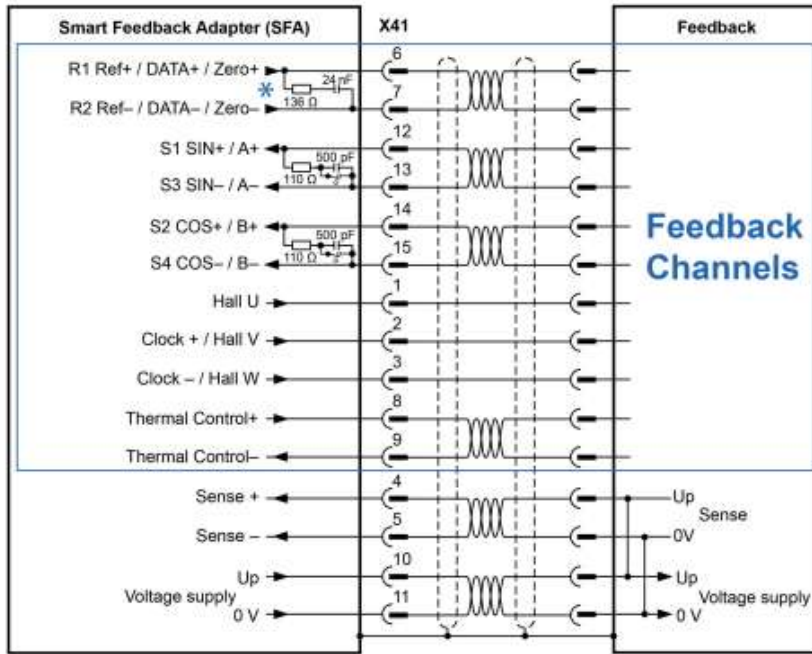 Smart Feedback Adapter (SFA) X41 Feedback
R1 Ref+ / DATA+ / Zero+ 6
24 nF
136 Ω
*
R2 Ref– / DATA– / Zero– 7
S1 SIN+ / A+ 12
500 pF
110 Ω
S3 SIN– / A– 13
S2 COS+ / B+ 14
500 pF
110 Ω
S4 COS– / B– 15
Feedback
Channels
Hall U 1
Clock + / Hall V 2
Clock – / Hall W 3
Thermal Control+ 8
Thermal Control– 9
Sense + 4 Up
Sense
Sense – 5 0V
Up 10 Up
Voltage supply Voltage supply
0 V 11 0 V